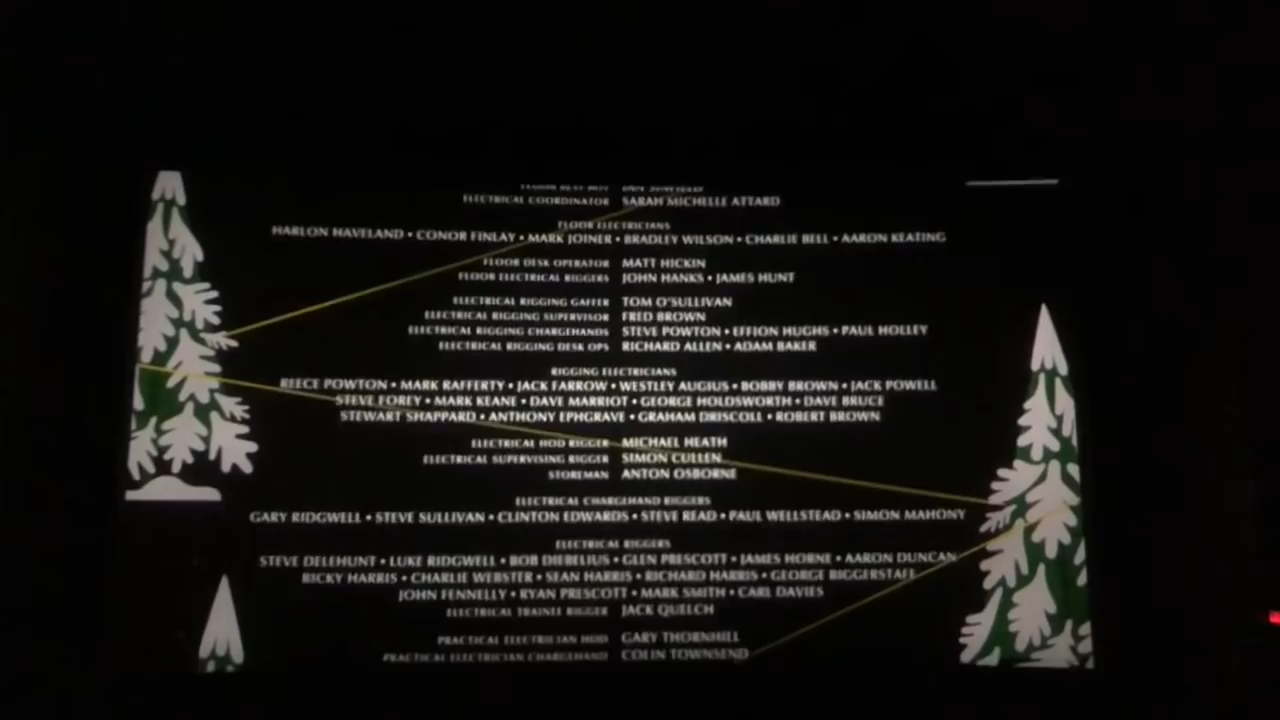 ELECTRICAL COORDINATOR SARAH MICHELLE ATTARD
FLOOR ELECTRICIANS
HARLON HAVELAND • CONOR FINLAY • MARK JOINER • BRADLEY WILSON • CHARLIE BELL • AARON KEATING
FLOOR DESK OPERATOR MATT HICKIN
FLOOR ELECTRICAL RIGGERS JOHN HANKS • JAMES HUNT
ELECTRICAL RIGGING GAFFER TOM O'SULLIVAN
ELECTRICAL RIGGING SUPERVISOR FRED BROWN
ELECTRICAL RIGGING CHARGEHANDS STEVE POWTON • EFFION HUGHS • PAUL HOLLEY
ELECTRICAL RIGGING DESK OPS RICHARD ALLEN • ADAM BAKER
RIGGING ELECTRICIANS
REECE POWTON • MARK RAFFERTY • JACK FARROW • WESTLEY AUGIUS • BOBBY BROWN • JACK POWELL
STEVE FOREY • MARK KEANE • DAVE MARRIOT • GEORGE HOLDSWORTH • DAVE BRUCE
STEWART SHAPPARD • ANTHONY EPHGRAVE • GRAHAM DRISCOLL • ROBERT BROWN
ELECTRICAL HOD RIGGER MICHAEL HEATH
ELECTRICAL SUPERVISING RIGGER SIMON CULLEN
STOREMAN ANTON OSBORNE
ELECTRICAL CHARGEHAND RIGGERS
GARY RIDGWELL • STEVE SULLIVAN • CLINTON EDWARDS • STEVE READ • PAUL WELLSTEAD • SIMON MAHONY
ELECTRICAL RIGGERS
STEVE DELEHUNT • LUKE RIDGWELL • BOB DIEBELIUS • GLEN PRESCOTT • JAMES HORNE • AARON DUNCAN
RICKY HARRIS • CHARLIE WEBSTER • SEAN HARRIS • RICHARD HARRIS • GEORGE BIGGERSTAFF
JOHN FENNELLY • RYAN PRESCOTT • MARK SMITH • CARL DAVIES
ELECTRICAL TRAINEE RIGGER JACK QUELCH
PRACTICAL ELECTRICIAN HOD GARY THORNHILL
PRACTICAL ELECTRICIAN CHARGEHAND COLIN TOWNSEND